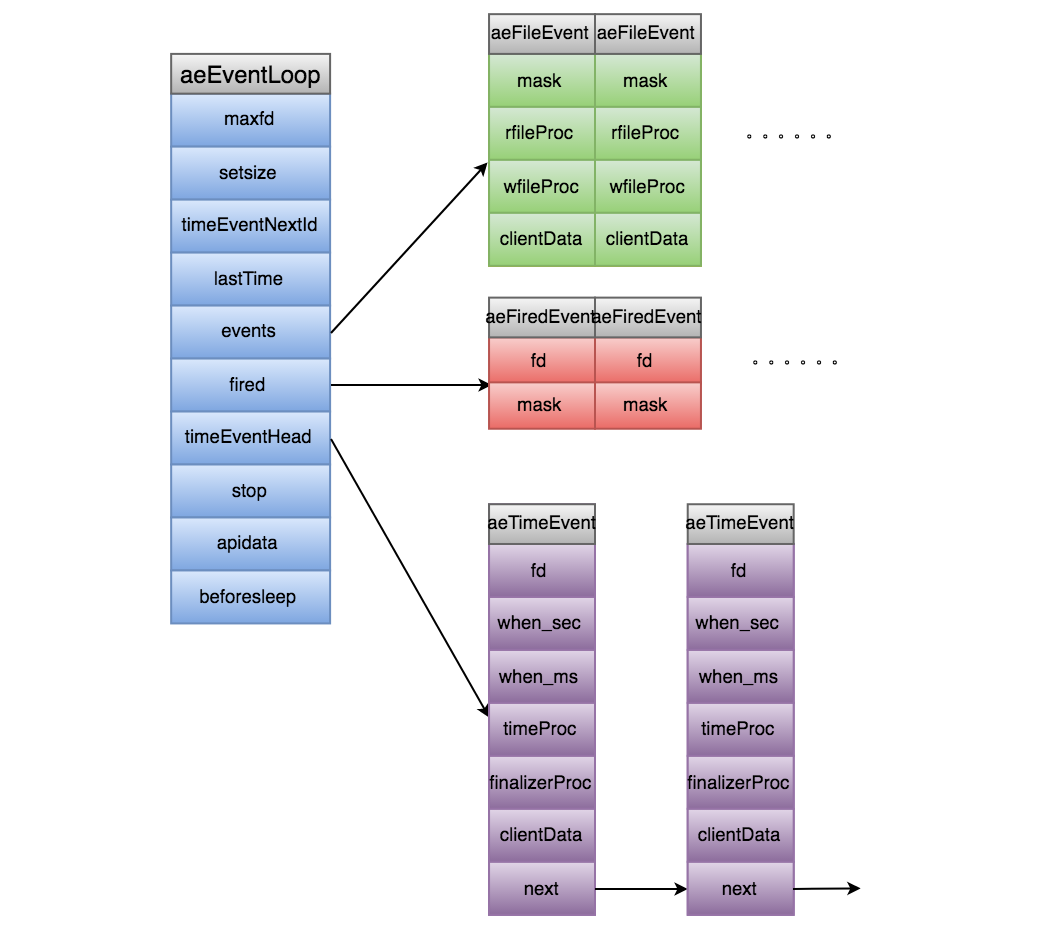 aeEventLoop
maxfd
setsize
timeEventNextId
lastTime
events
fired
timeEventHead
stop
apidata
beforesleep
aeFileEvent aeFileEvent
mask mask
rfileProc rfileProc
wfileProc wfileProc
clientData clientData
。。。。。。
aeFiredEvent aeFiredEvent
fd fd
mask mask
。。。。。。
aeTimeEvent aeTimeEvent
fd fd
when_sec when_sec
when_ms when_ms
timeProc timeProc
finalizerProc finalizerProc
clientData clientData
next next